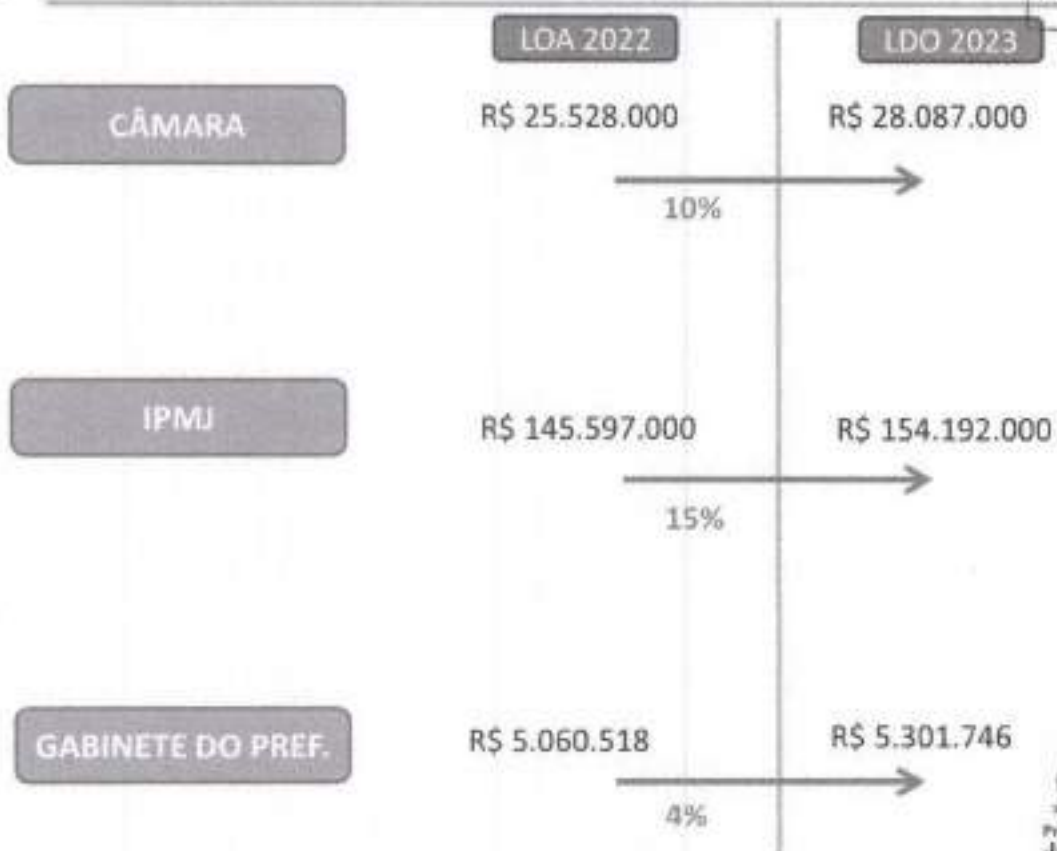 LOA 2022
LDO 2023
CÂMARA
R$ 25.528.000
R$ 28.087.000
10%
IPMJ
R$ 145.597.000
R$ 154.192.000
15%
GABINETE DO PREF.
R$ 5.060.518
R$ 5.301.746
4%